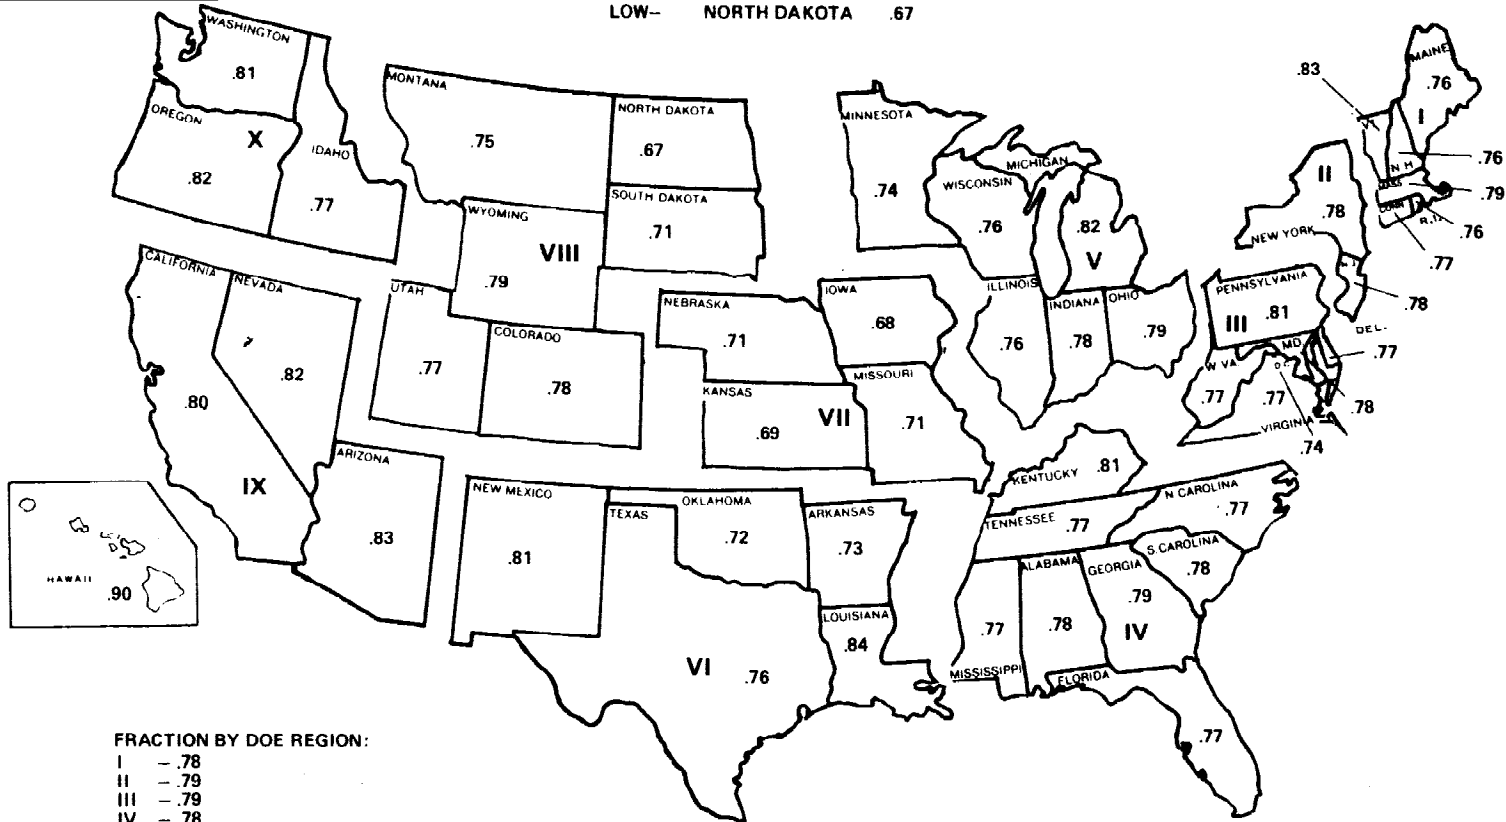 LOW– NORTH DAKOTA .67
WASHINGTON
.81
OREGON
X
.82
IDAHO
.77
MONTANA
.75
NORTH DAKOTA
.67
SOUTH DAKOTA
.71
WYOMING
VIII
.79
MINNESOTA
.74
WISCONSIN
.76
MICHIGAN
.82
V
.83
MAINE
.76
I
VT.
N H
.76
MASS
.79
CONN
R.I.
.76
.77
II
.78
NEW YORK
N J
.78
CALIFORNIA
.80
NEVADA
.82
UTAH
.77
COLORADO
.78
NEBRASKA
.71
KANSAS
.69
VII
IOWA
.68
MISSOURI
.71
ILLINOIS
.76
INDIANA
.78
OHIO
.79
PENNSYLVANIA
III .81
DEL.
.77
MD.
.78
W VA
.77
D.C.
.74
.77
VIRGINIA
KENTUCKY .81
IX
ARIZONA
.83
NEW MEXICO
.81
TEXAS
VI .76
OKLAHOMA
.72
ARKANSAS
.73
LOUISIANA
.84
TENNESSEE .77
N CAROLINA
.77
S.CAROLINA
.78
MISSISSIPPI
.77
ALABAMA
.78
GEORGIA
.79
IV
FLORIDA
.77
HAWAII
.90
FRACTION BY DOE REGION:
I – .78
II – .79
III – .79
IV – .78